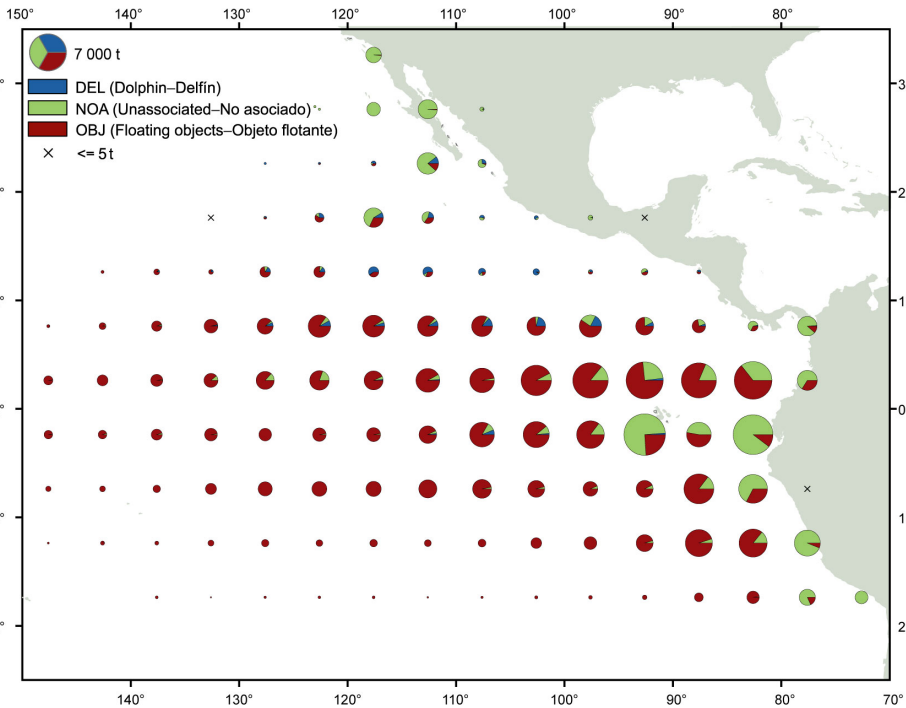 150° 140° 130° 120° 110° 100° 90° 80°
7 000 t
DEL (Dolphin–Delfín)
NOA (Unassociated–No asociado)
OBJ (Floating objects–Objeto flotante)
<= 5 t
3
2
1
0
1
2
140° 130° 120° 110° 100° 90° 80° 70°